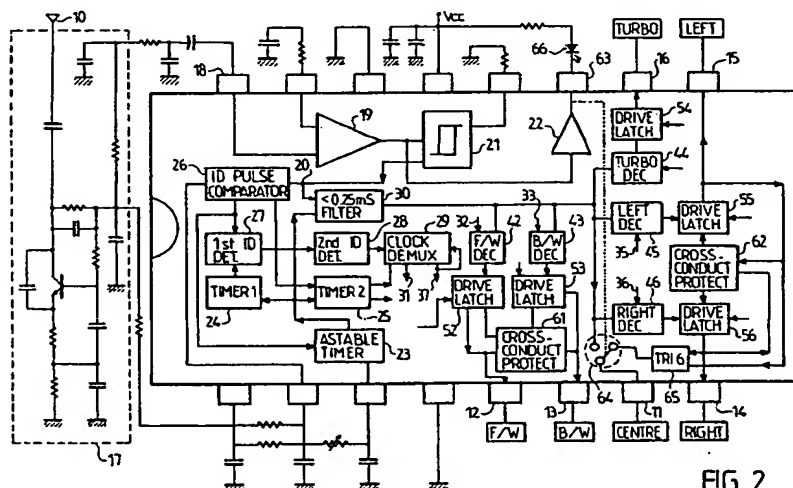 10
Vcc
66
63
TURBO
LEFT
16
15
18
19
20
21
22
DRIVE LATCH
54
TURBO DEC
44
26
ID PULSE COMPARATOR
<0.25mS FILTER
30
27
1st ID DET.
28
2nd ID DET.
29
CLOCK DEMUX
32
F/W DEC
42
33
B/W DEC
43
LEFT DEC
35
45
DRIVE LATCH
55
CROSS-CONDUCT PROTECT
62
TIMER 1
24
TIMER 2
25
31
37
DRIVE LATCH
52
DRIVE LATCH
53
36
RIGHT DEC
46
DRIVE LATCH
56
ASTABLE TIMER
23
CROSS-CONDUCT PROTECT
61
64
TRIG
65
17
12
F/W
13
B/W
11
CENTRE
14
RIGHT
FIG. 2